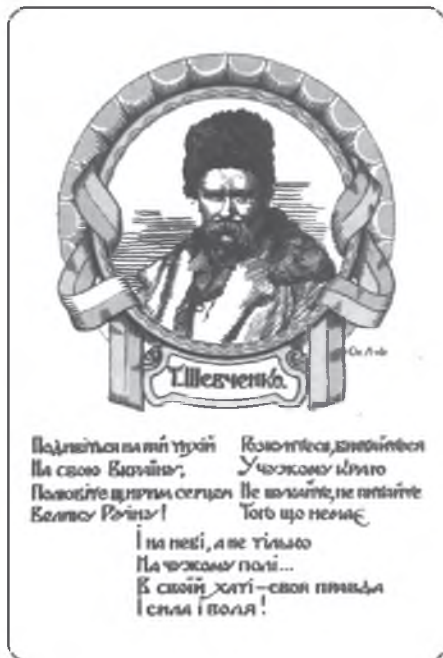 Т. Шевченко.
Подивіться на рай тихий
На свою Вкраїну;
Полюбіте щирим серцем
Велику Руїну!
Розкуйтеся, братайтеся
У чужому краю
Не шукайте, не питайте
Того що немає
І на небі, а не тілько
На чужому полі...
В своїй хаті – своя правда
І сила і воля!